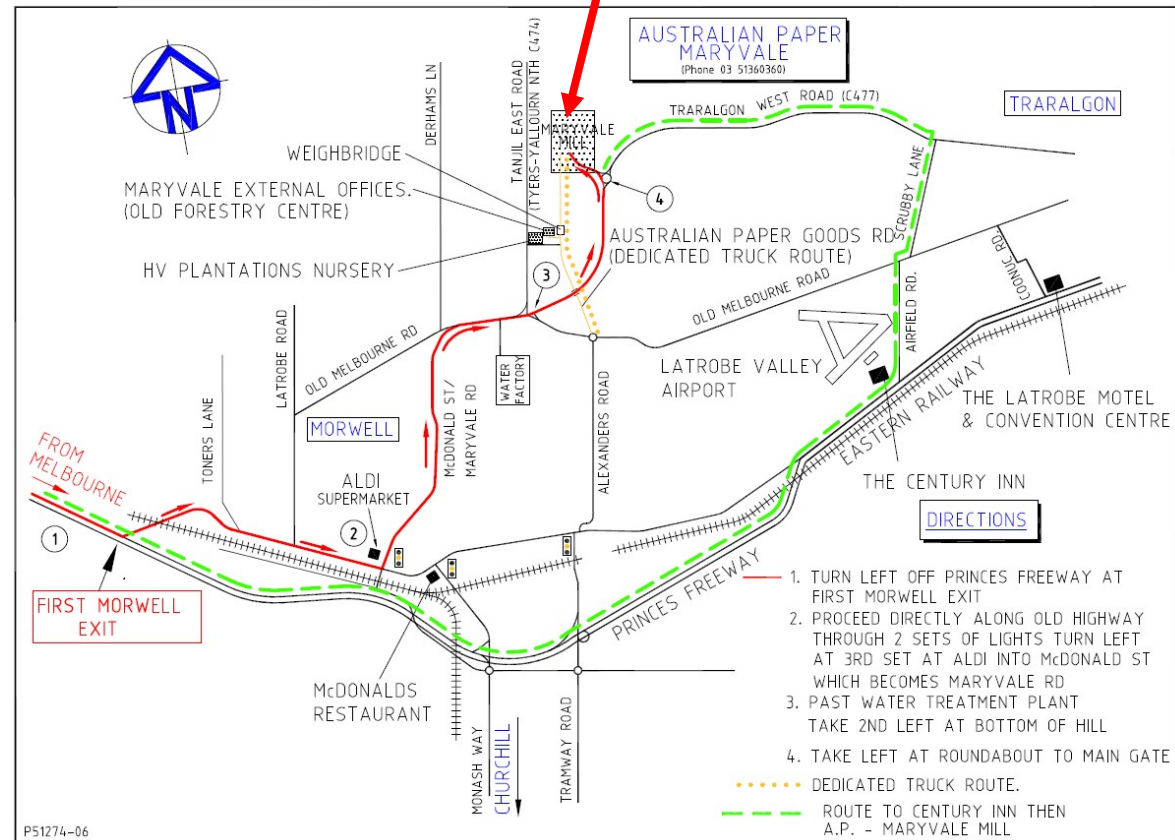 AUSTRALIAN PAPER
MARYVALE
(Phone 03 51360360)
N
TRARALGON
TRARALGON WEST ROAD (C477)
DERHAMS LN
TANJIL EAST ROAD
(TYERS-YALLOURN NTH C474)
MARYVALE
MILL
WEIGHBRIDGE
MARYVALE EXTERNAL OFFICES.
(OLD FORESTRY CENTRE)
HV PLANTATIONS NURSERY
4
SCRUBBY LANE
AUSTRALIAN PAPER GOODS RD
(DEDICATED TRUCK ROUTE)
3
OLD MELBOURNE ROAD
COONUC RD.
AIRFIELD RD.
LATROBE ROAD
OLD MELBOURNE RD
WATER
FACTORY
LATROBE VALLEY
AIRPORT
THE LATROBE MOTEL
& CONVENTION CENTRE
EASTERN RAILWAY
THE CENTURY INN
TONERS LANE
MORWELL
McDONALD ST/
MARYVALE RD
ALEXANDERS ROAD
FROM
MELBOURNE
ALDI
SUPERMARKET
1
2
FIRST MORWELL
EXIT
PRINCES FREEWAY
McDONALDS
RESTAURANT
MONASH WAY
CHURCHILL
TRAMWAY ROAD
DIRECTIONS
1. TURN LEFT OFF PRINCES FREEWAY AT
FIRST MORWELL EXIT
2. PROCEED DIRECTLY ALONG OLD HIGHWAY
THROUGH 2 SETS OF LIGHTS TURN LEFT
AT 3RD SET AT ALDI INTO McDONALD ST
WHICH BECOMES MARYVALE RD
3. PAST WATER TREATMENT PLANT
TAKE 2ND LEFT AT BOTTOM OF HILL
4. TAKE LEFT AT ROUNDABOUT TO MAIN GATE
DEDICATED TRUCK ROUTE.
ROUTE TO CENTURY INN THEN
A.P. - MARYVALE MILL
P51274-06